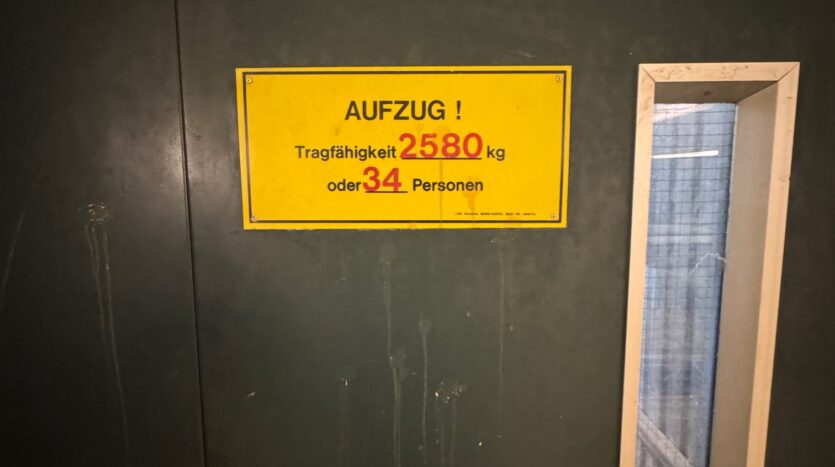 AUFZUG !
Tragfähigkeit 2580 kg
oder 34 Personen